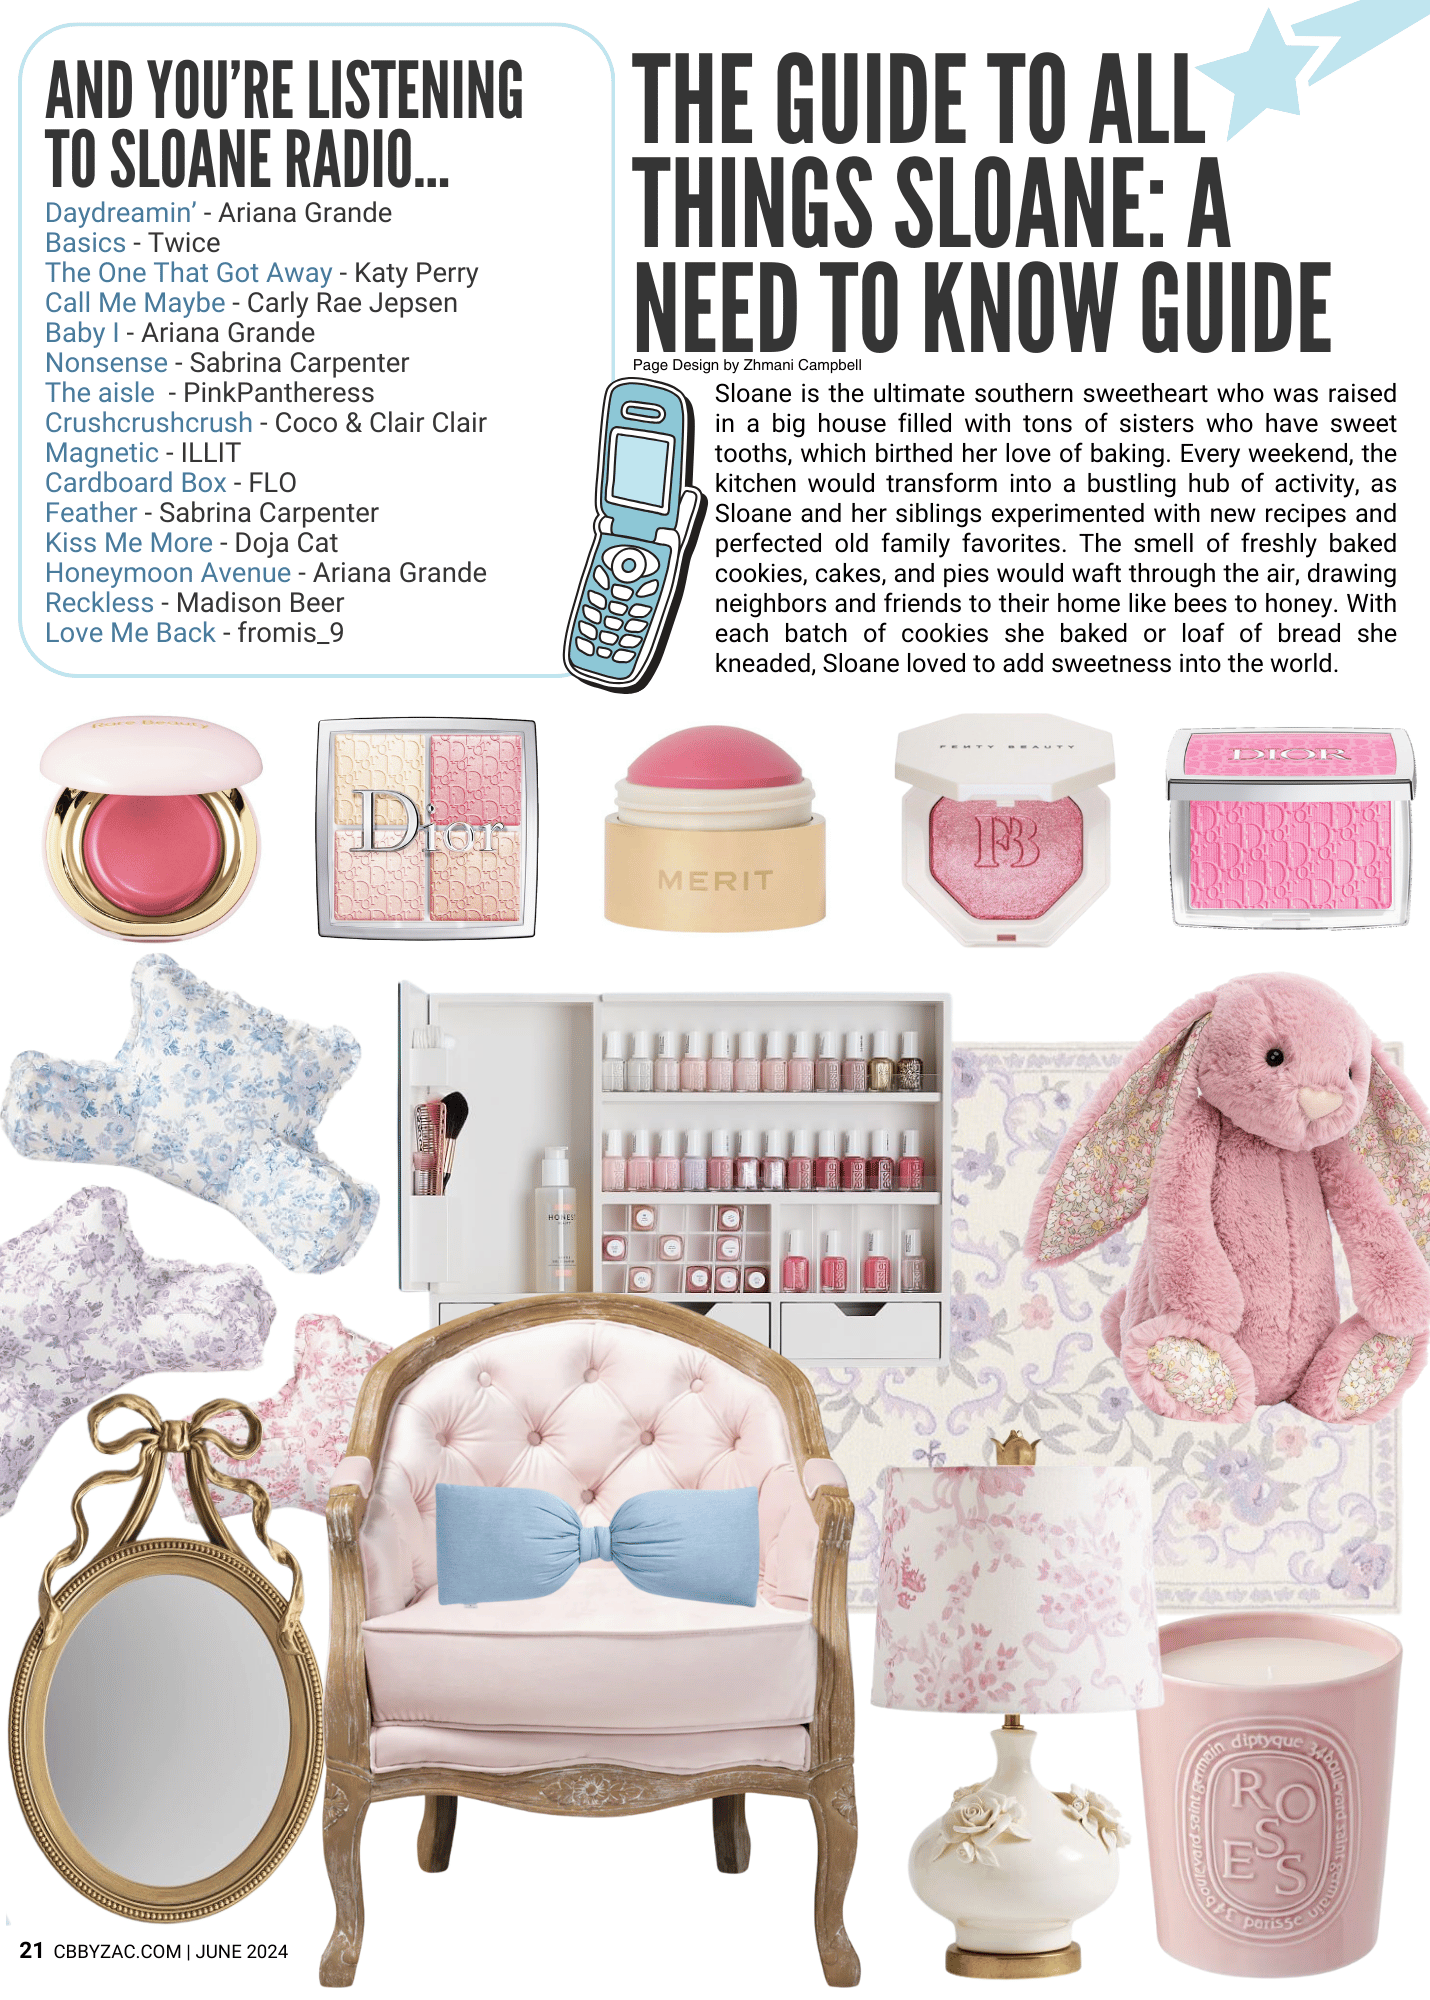 AND YOU'RE LISTENING
TO SLOANE RADIO...
Daydreamin' - Ariana Grande
Basics - Twice
The One That Got Away - Katy Perry
Call Me Maybe - Carly Rae Jepsen
Baby I - Ariana Grande
Nonsense - Sabrina Carpenter
The aisle - PinkPantheress
Crushcrushcrush - Coco & Clair Clair
Magnetic - ILLIT
Cardboard Box - FLO
Feather - Sabrina Carpenter
Kiss Me More - Doja Cat
Honeymoon Avenue - Ariana Grande
Reckless - Madison Beer
Love Me Back - fromis_9
THE GUIDE TO ALL
THINGS SLOANE: A
NEED TO KNOW GUIDE
Page Design by Zhmani Campbell
Sloane is the ultimate southern sweetheart who was raised
in a big house filled with tons of sisters who have sweet
tooths, which birthed her love of baking. Every weekend, the
kitchen would transform into a bustling hub of activity, as
Sloane and her siblings experimented with new recipes and
perfected old family favorites. The smell of freshly baked
cookies, cakes, and pies would waft through the air, drawing
neighbors and friends to their home like bees to honey. With
each batch of cookies she baked or loaf of bread she
kneaded, Sloane loved to add sweetness into the world.
Rare Beauty
Dior
MERIT
FENTY BEAUTY
FB
DIOR
HONEST
essie
diptyque 34 boulevard saint germain
ROSES
34 boulevard saint germain
paris 5e
21 CBBYZAC.COM | JUNE 2024